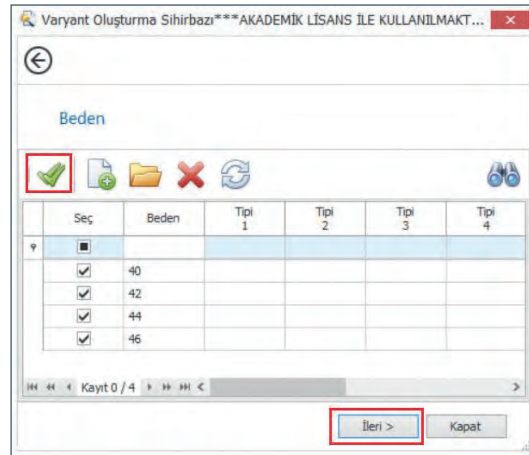 Varyant Oluşturma Sihirbazı***AKADEMİK LİSANS İLE KULLANILMAKT...
Beden
Seç Beden Tipi 1 Tipi 2 Tipi 3 Tipi 4
40
42
44
46
Kayıt 0 / 4
İleri > Kapat